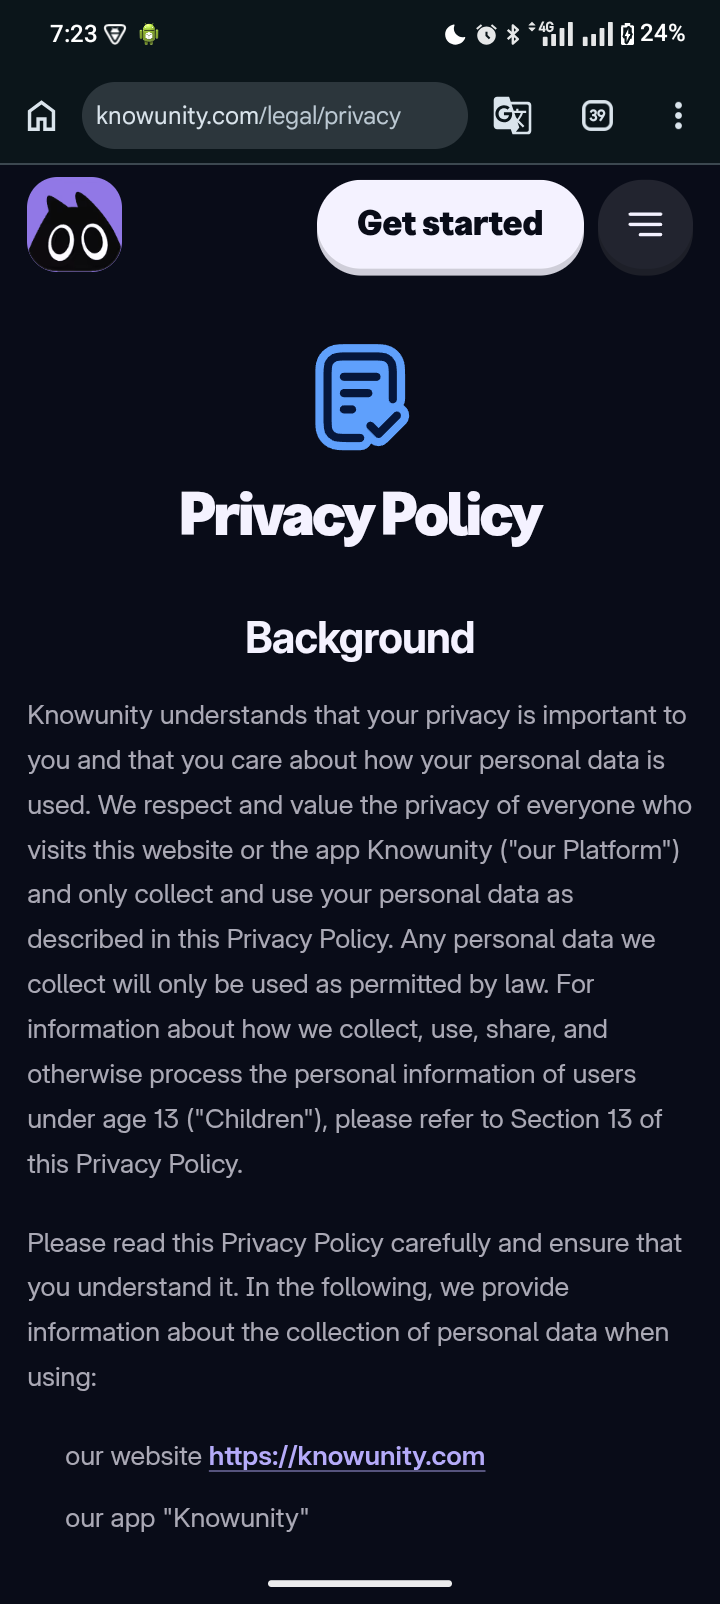 7:23
4G
24%
knowunity.com/legal/privacy
G
39
Get started
Privacy Policy
Background
Knowunity understands that your privacy is important to
you and that you care about how your personal data is
used. We respect and value the privacy of everyone who
visits this website or the app Knowunity ("our Platform")
and only collect and use your personal data as
described in this Privacy Policy. Any personal data we
collect will only be used as permitted by law. For
information about how we collect, use, share, and
otherwise process the personal information of users
under age 13 ("Children"), please refer to Section 13 of
this Privacy Policy.
Please read this Privacy Policy carefully and ensure that
you understand it. In the following, we provide
information about the collection of personal data when
using:
our website https://knowunity.com
our app "Knowunity"